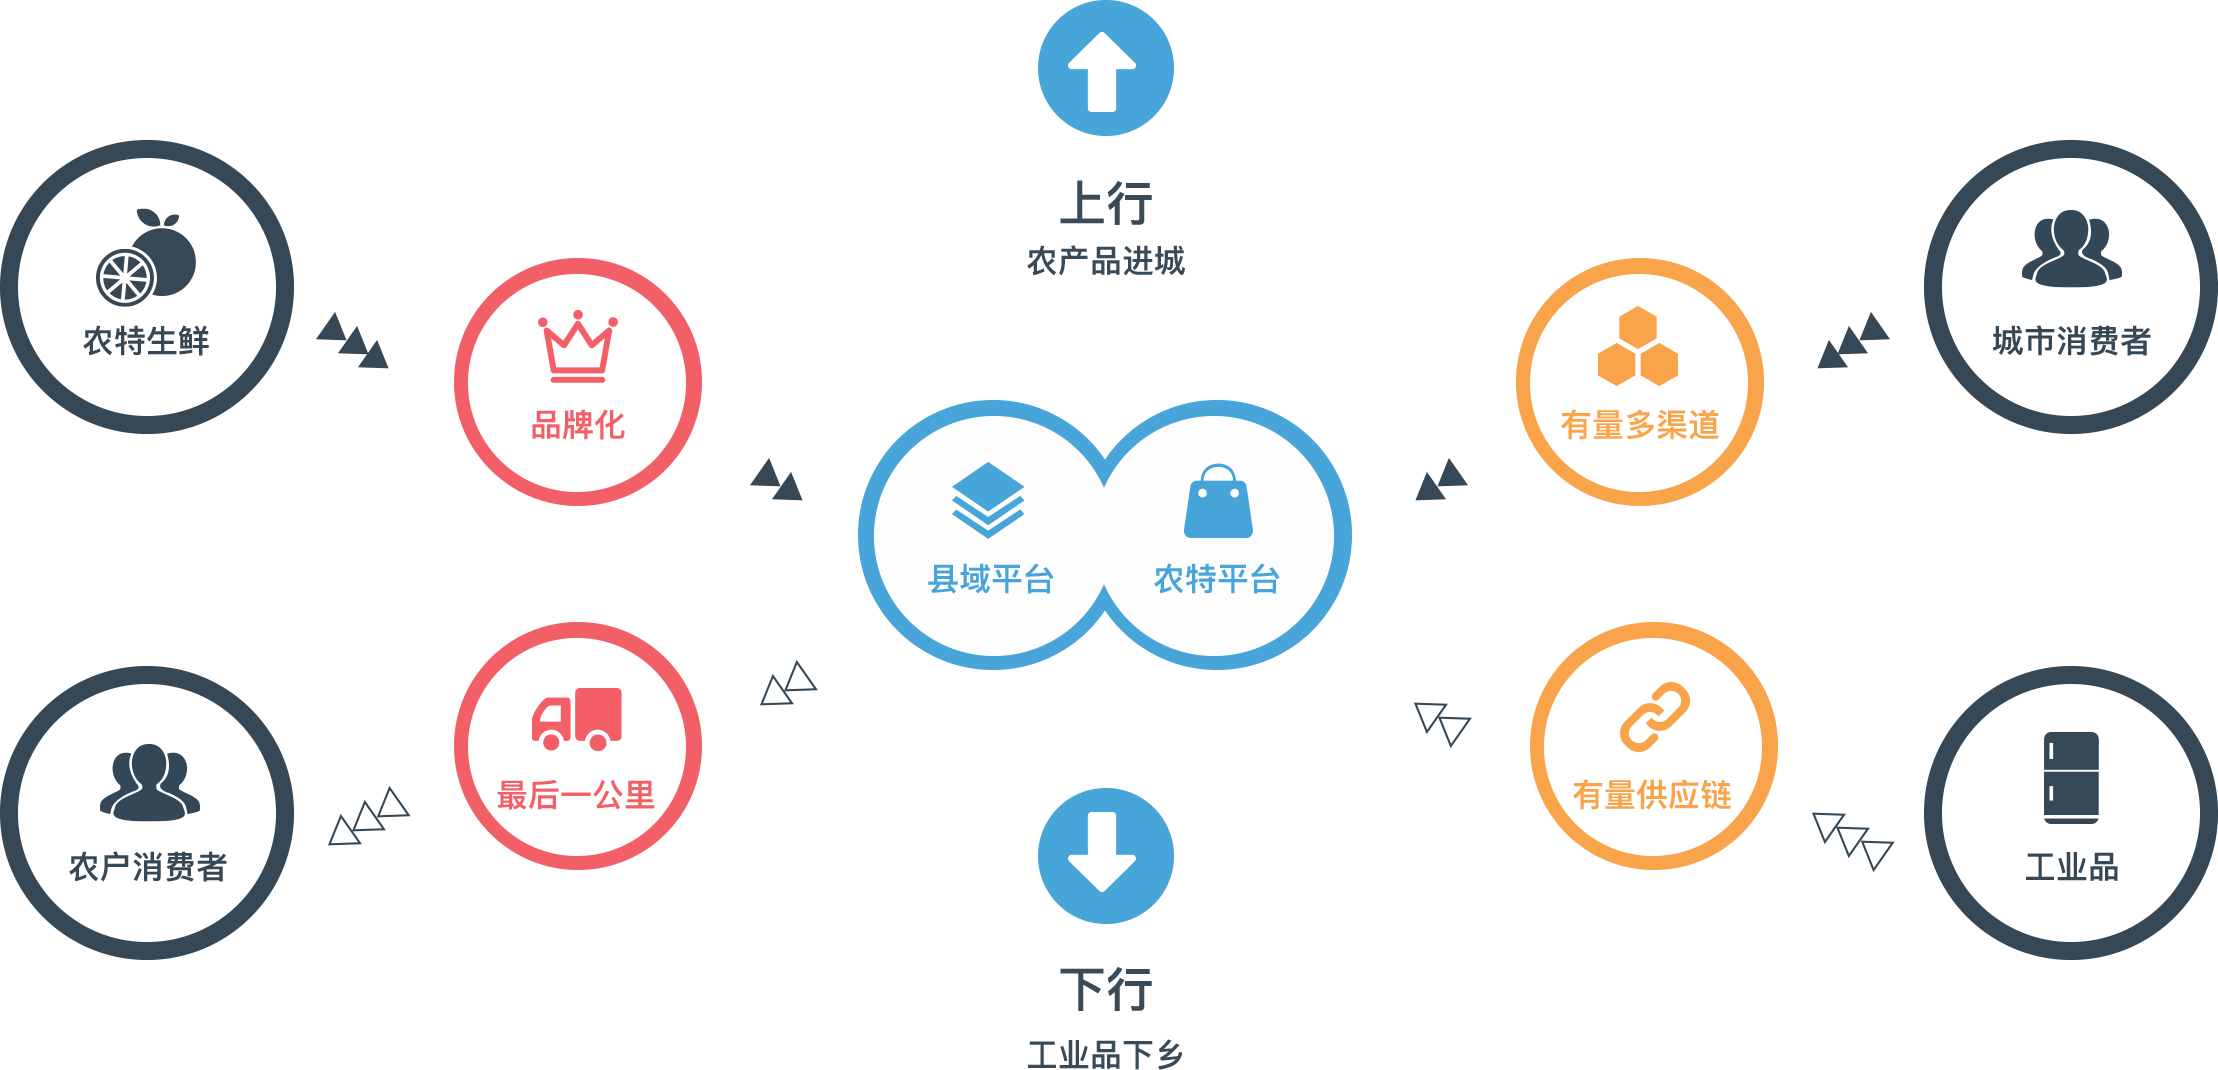 上行
农产品进城
农特生鲜
城市消费者
品牌化
有量多渠道
县域平台
农特平台
最后一公里
有量供应链
农户消费者
工业品
下行
工业品下乡